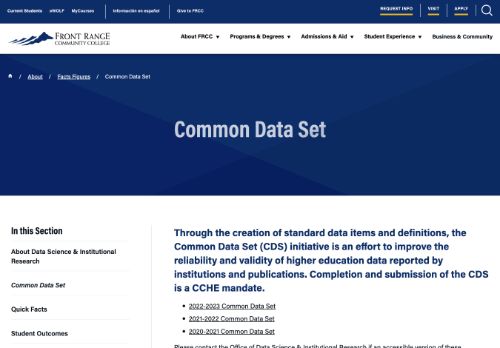 Current Students eWOLF MyCourses Información en español Give to FRCC REQUEST INFO VISIT APPLY
FRONT RANGE
COMMUNITY COLLEGE
About FRCC ▼ Programs & Degrees ▼ Admissions & Aid ▼ Student Experience ▼ Business & Community
/ About / Facts Figures / Common Data Set
Common Data Set
In this Section
About Data Science & Institutional
Research
Common Data Set
Quick Facts
Student Outcomes
Through the creation of standard data items and definitions, the
Common Data Set (CDS) initiative is an effort to improve the
reliability and validity of higher education data reported by
institutions and publications. Completion and submission of the CDS
is a CCHE mandate.
• 2022-2023 Common Data Set
• 2021-2022 Common Data Set
• 2020-2021 Common Data Set
Please contact the Office of Data Science & Institutional Research if an accessible version of these